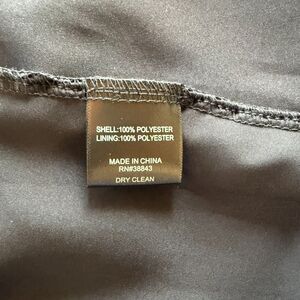 SHELL:100% POLYESTER
LINING:100% POLYESTER
MADE IN CHINA
RN#38843
DRY CLEAN